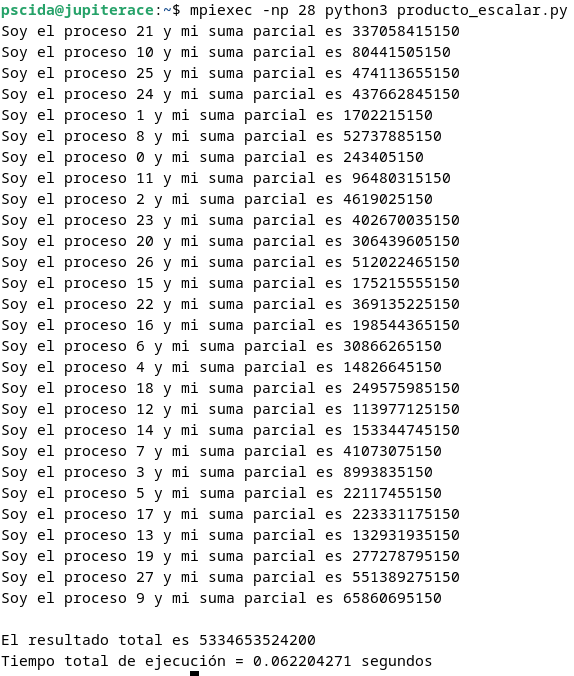 pscida@jupiterace:~$ mpiexec -np 28 python3 producto_escalar.py
Soy el proceso 21 y mi suma parcial es 337058415150
Soy el proceso 10 y mi suma parcial es 80441505150
Soy el proceso 25 y mi suma parcial es 474113655150
Soy el proceso 24 y mi suma parcial es 437662845150
Soy el proceso 1 y mi suma parcial es 1702215150
Soy el proceso 8 y mi suma parcial es 52737885150
Soy el proceso 0 y mi suma parcial es 243405150
Soy el proceso 11 y mi suma parcial es 96480315150
Soy el proceso 2 y mi suma parcial es 4619025150
Soy el proceso 23 y mi suma parcial es 402670035150
Soy el proceso 20 y mi suma parcial es 306439605150
Soy el proceso 26 y mi suma parcial es 512022465150
Soy el proceso 15 y mi suma parcial es 175215555150
Soy el proceso 22 y mi suma parcial es 369135225150
Soy el proceso 16 y mi suma parcial es 198544365150
Soy el proceso 6 y mi suma parcial es 30866265150
Soy el proceso 4 y mi suma parcial es 14826645150
Soy el proceso 18 y mi suma parcial es 249575985150
Soy el proceso 12 y mi suma parcial es 113977125150
Soy el proceso 14 y mi suma parcial es 153344745150
Soy el proceso 7 y mi suma parcial es 41073075150
Soy el proceso 3 y mi suma parcial es 8993835150
Soy el proceso 5 y mi suma parcial es 22117455150
Soy el proceso 17 y mi suma parcial es 223331175150
Soy el proceso 13 y mi suma parcial es 132931935150
Soy el proceso 19 y mi suma parcial es 277278795150
Soy el proceso 27 y mi suma parcial es 551389275150
Soy el proceso 9 y mi suma parcial es 65860695150
El resultado total es 5334653524200
Tiempo total de ejecución = 0.062204271 segundos